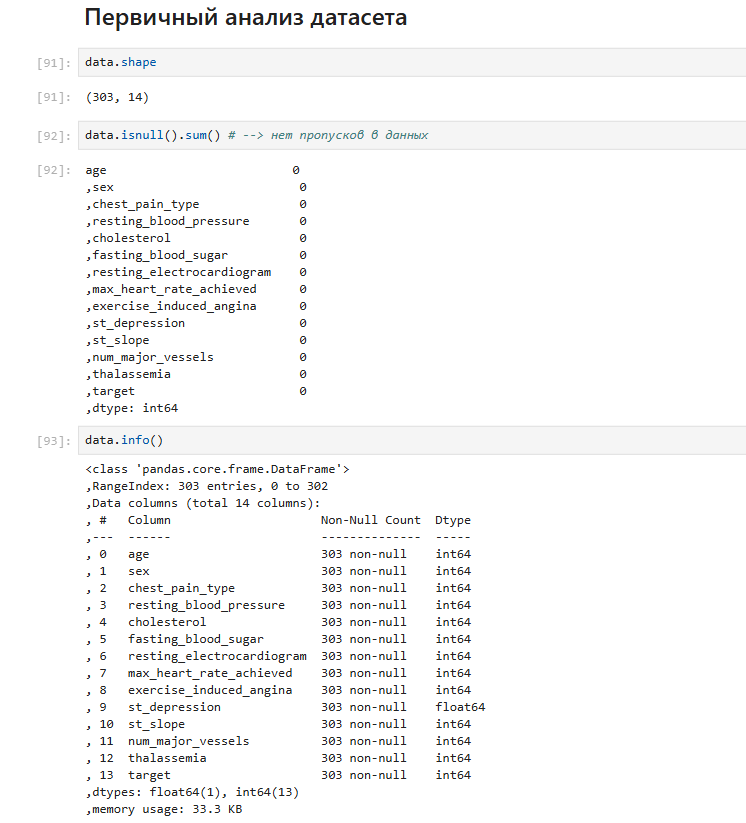 Первичный анализ датасета
[91]: data.shape
[91]: (303, 14)
[92]: data.isnull().sum() # --> нет пропусков в данных
[92]: age                          0
,sex                          0
,chest_pain_type              0
,resting_blood_pressure       0
,cholesterol                  0
,fasting_blood_sugar          0
,resting_electrocardiogram    0
,max_heart_rate_achieved      0
,exercise_induced_angina      0
,st_depression                0
,st_slope                     0
,num_major_vessels            0
,thalassemia                  0
,target                       0
,dtype: int64
[93]: data.info()
<class 'pandas.core.frame.DataFrame'>
,RangeIndex: 303 entries, 0 to 302
,Data columns (total 14 columns):
, #   Column                     Non-Null Count  Dtype
,---  ------                     --------------  -----
, 0   age                        303 non-null    int64
, 1   sex                        303 non-null    int64
, 2   chest_pain_type            303 non-null    int64
, 3   resting_blood_pressure     303 non-null    int64
, 4   cholesterol                303 non-null    int64
, 5   fasting_blood_sugar        303 non-null    int64
, 6   resting_electrocardiogram  303 non-null    int64
, 7   max_heart_rate_achieved    303 non-null    int64
, 8   exercise_induced_angina    303 non-null    int64
, 9   st_depression              303 non-null    float64
, 10  st_slope                   303 non-null    int64
, 11  num_major_vessels          303 non-null    int64
, 12  thalassemia                303 non-null    int64
, 13  target                     303 non-null    int64
,dtypes: float64(1), int64(13)
,memory usage: 33.3 KB